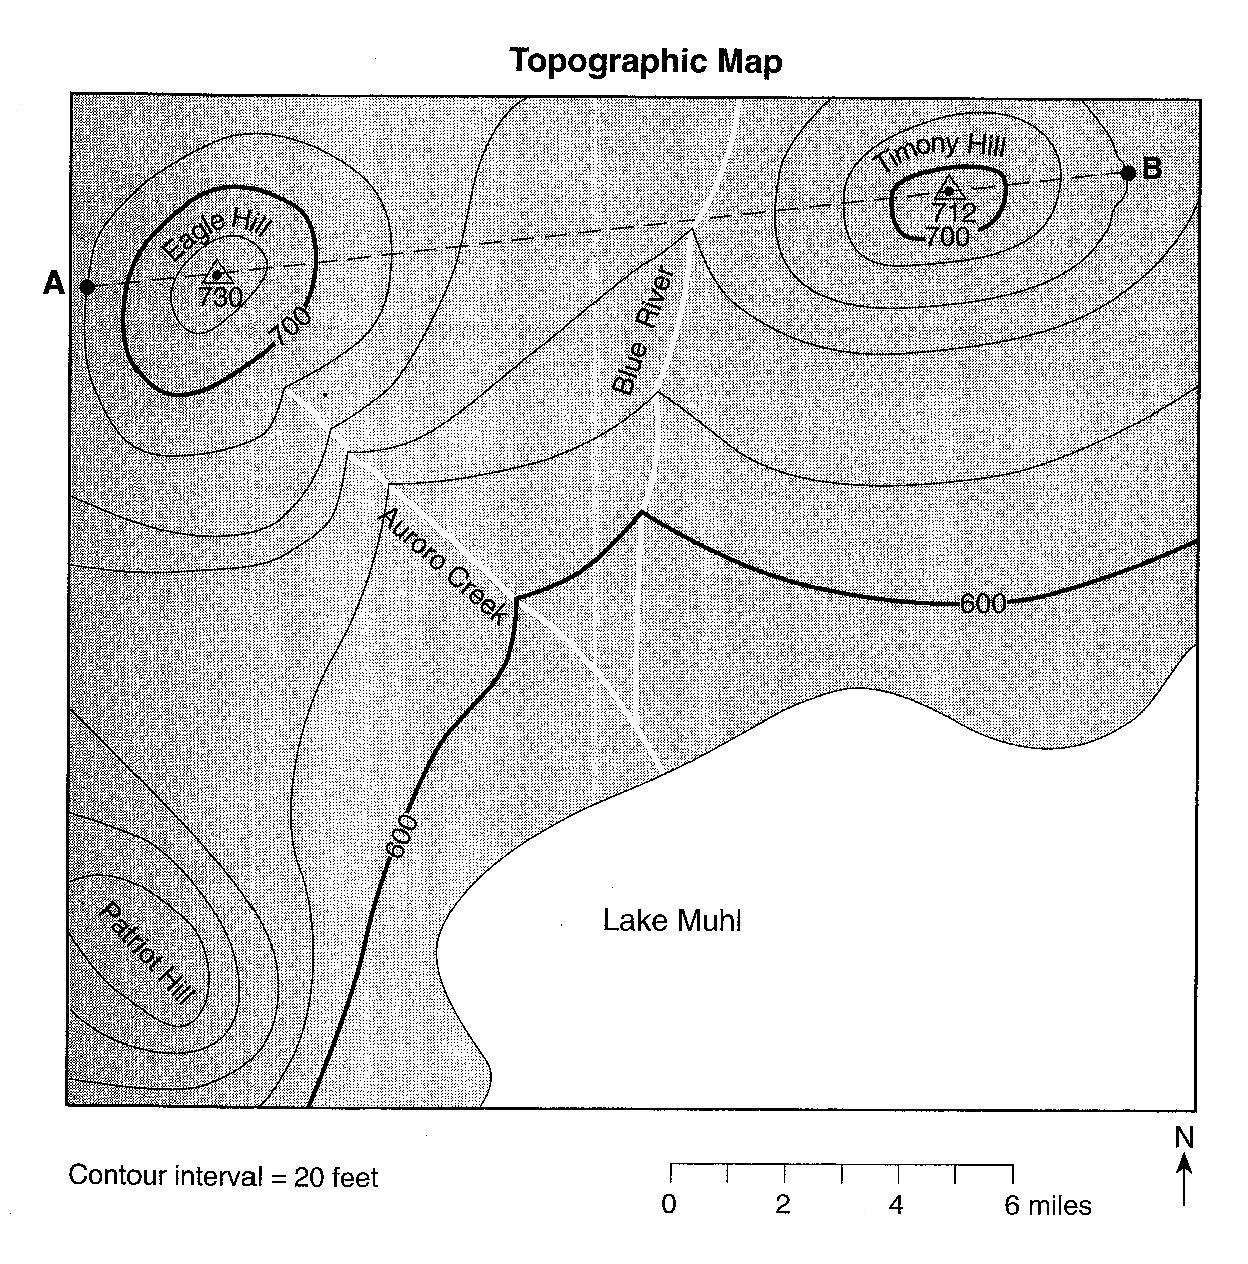 Topographic Map
Timony Hill
B
712
700
Eagle Hill
A
730
700
Blue River
Auroro Creek
600
600
Lake Muhl
Patriot Hill
N
Contour interval = 20 feet
0 2 4 6 miles